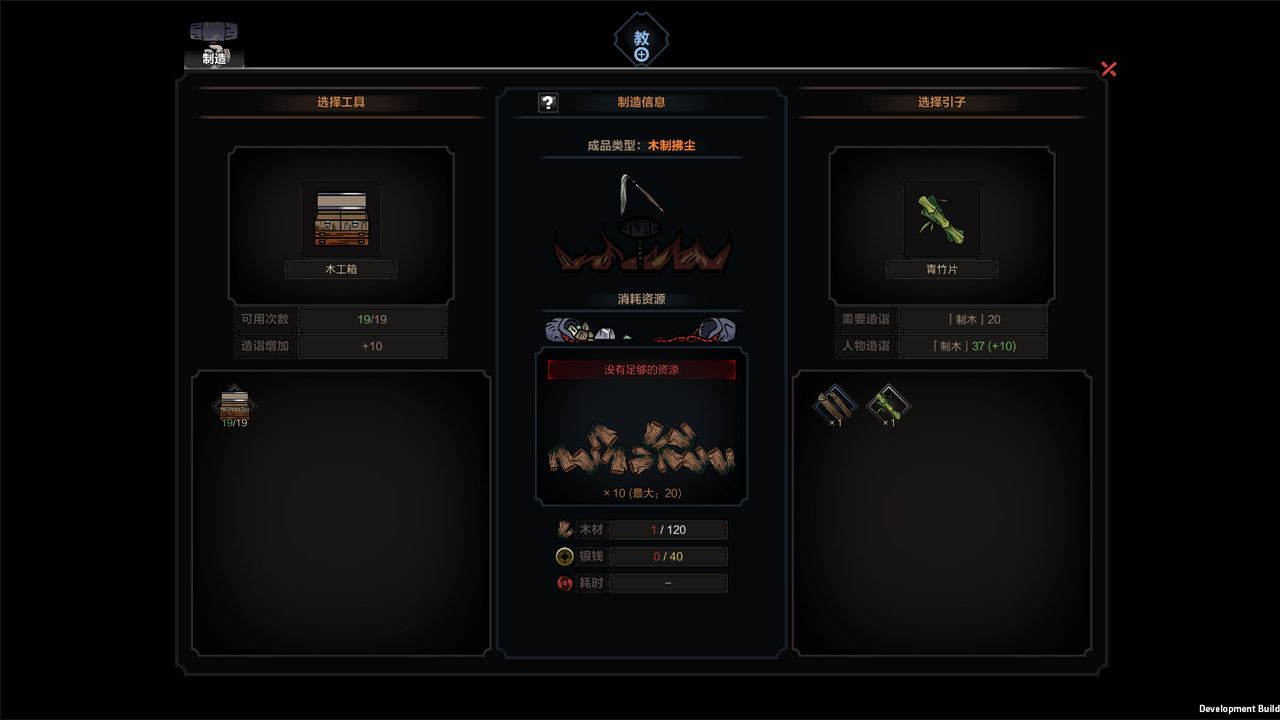 教
制造
选择工具
?
制造信息
选择引子
成品类型：木制拂尘
木工箱
青竹片
消耗资源
可用次数 19/19
造诣增加 +10
需要造诣 「制木」20
人物造诣 「制木」37 (+10)
没有足够的资源
19/19
×1
×1
×10 (最大：20)
木材 1 / 120
银钱 0 / 40
耗时 –
Development Build